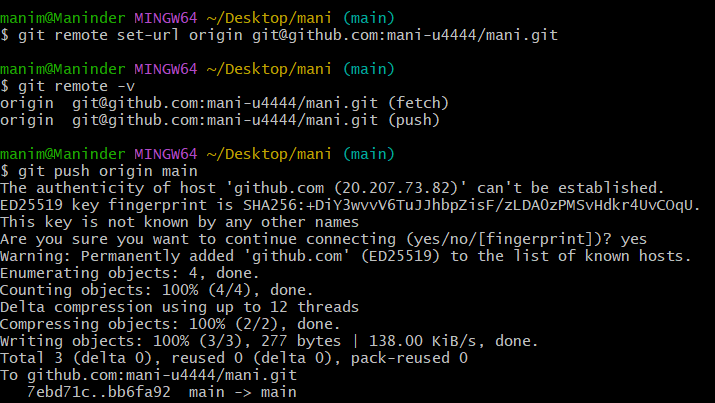 manim@Maninder MINGW64 ~/Desktop/mani (main)
$ git remote set-url origin git@github.com:mani-u4444/mani.git
manim@Maninder MINGW64 ~/Desktop/mani (main)
$ git remote -v
origin  git@github.com:mani-u4444/mani.git (fetch)
origin  git@github.com:mani-u4444/mani.git (push)
manim@Maninder MINGW64 ~/Desktop/mani (main)
$ git push origin main
The authenticity of host 'github.com (20.207.73.82)' can't be established.
ED25519 key fingerprint is SHA256:+DiY3wvvV6TuJJhbpZisF/zLDA0zPMSvHdkr4UvCOqU.
This key is not known by any other names
Are you sure you want to continue connecting (yes/no/[fingerprint])? yes
Warning: Permanently added 'github.com' (ED25519) to the list of known hosts.
Enumerating objects: 4, done.
Counting objects: 100% (4/4), done.
Delta compression using up to 12 threads
Compressing objects: 100% (2/2), done.
Writing objects: 100% (3/3), 277 bytes | 138.00 KiB/s, done.
Total 3 (delta 0), reused 0 (delta 0), pack-reused 0
To github.com:mani-u4444/mani.git
   7ebd71c..bb6fa92  main -> main